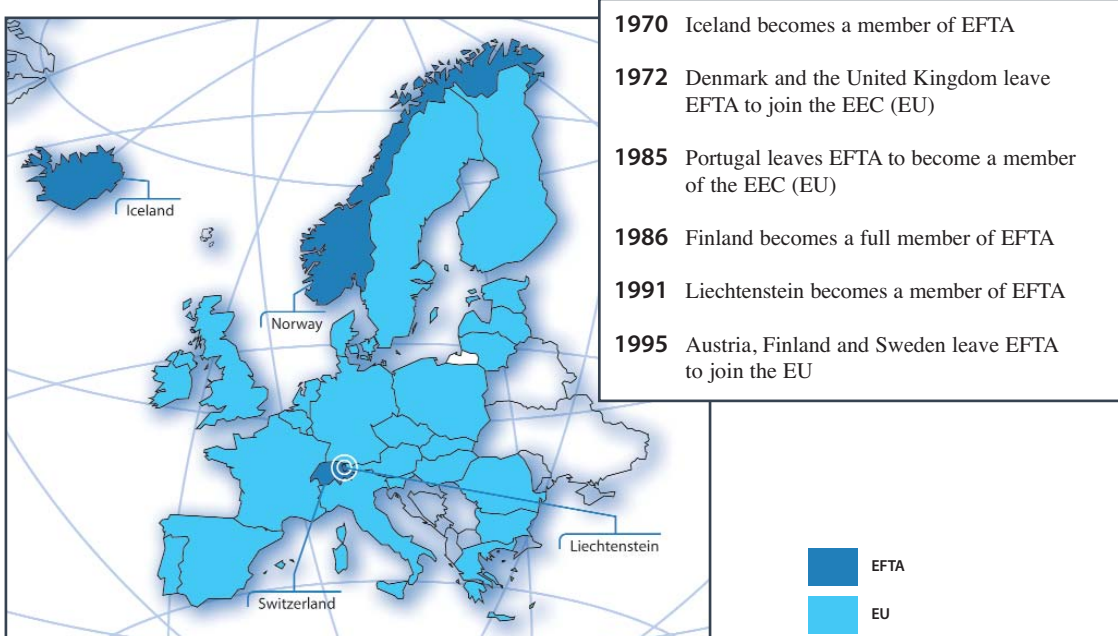 1970 Iceland becomes a member of EFTA
1972 Denmark and the United Kingdom leave
EFTA to join the EEC (EU)
1985 Portugal leaves EFTA to become a member
of the EEC (EU)
1986 Finland becomes a full member of EFTA
1991 Liechtenstein becomes a member of EFTA
1995 Austria, Finland and Sweden leave EFTA
to join the EU
Iceland
Norway
Liechtenstein
Switzerland
EFTA
EU